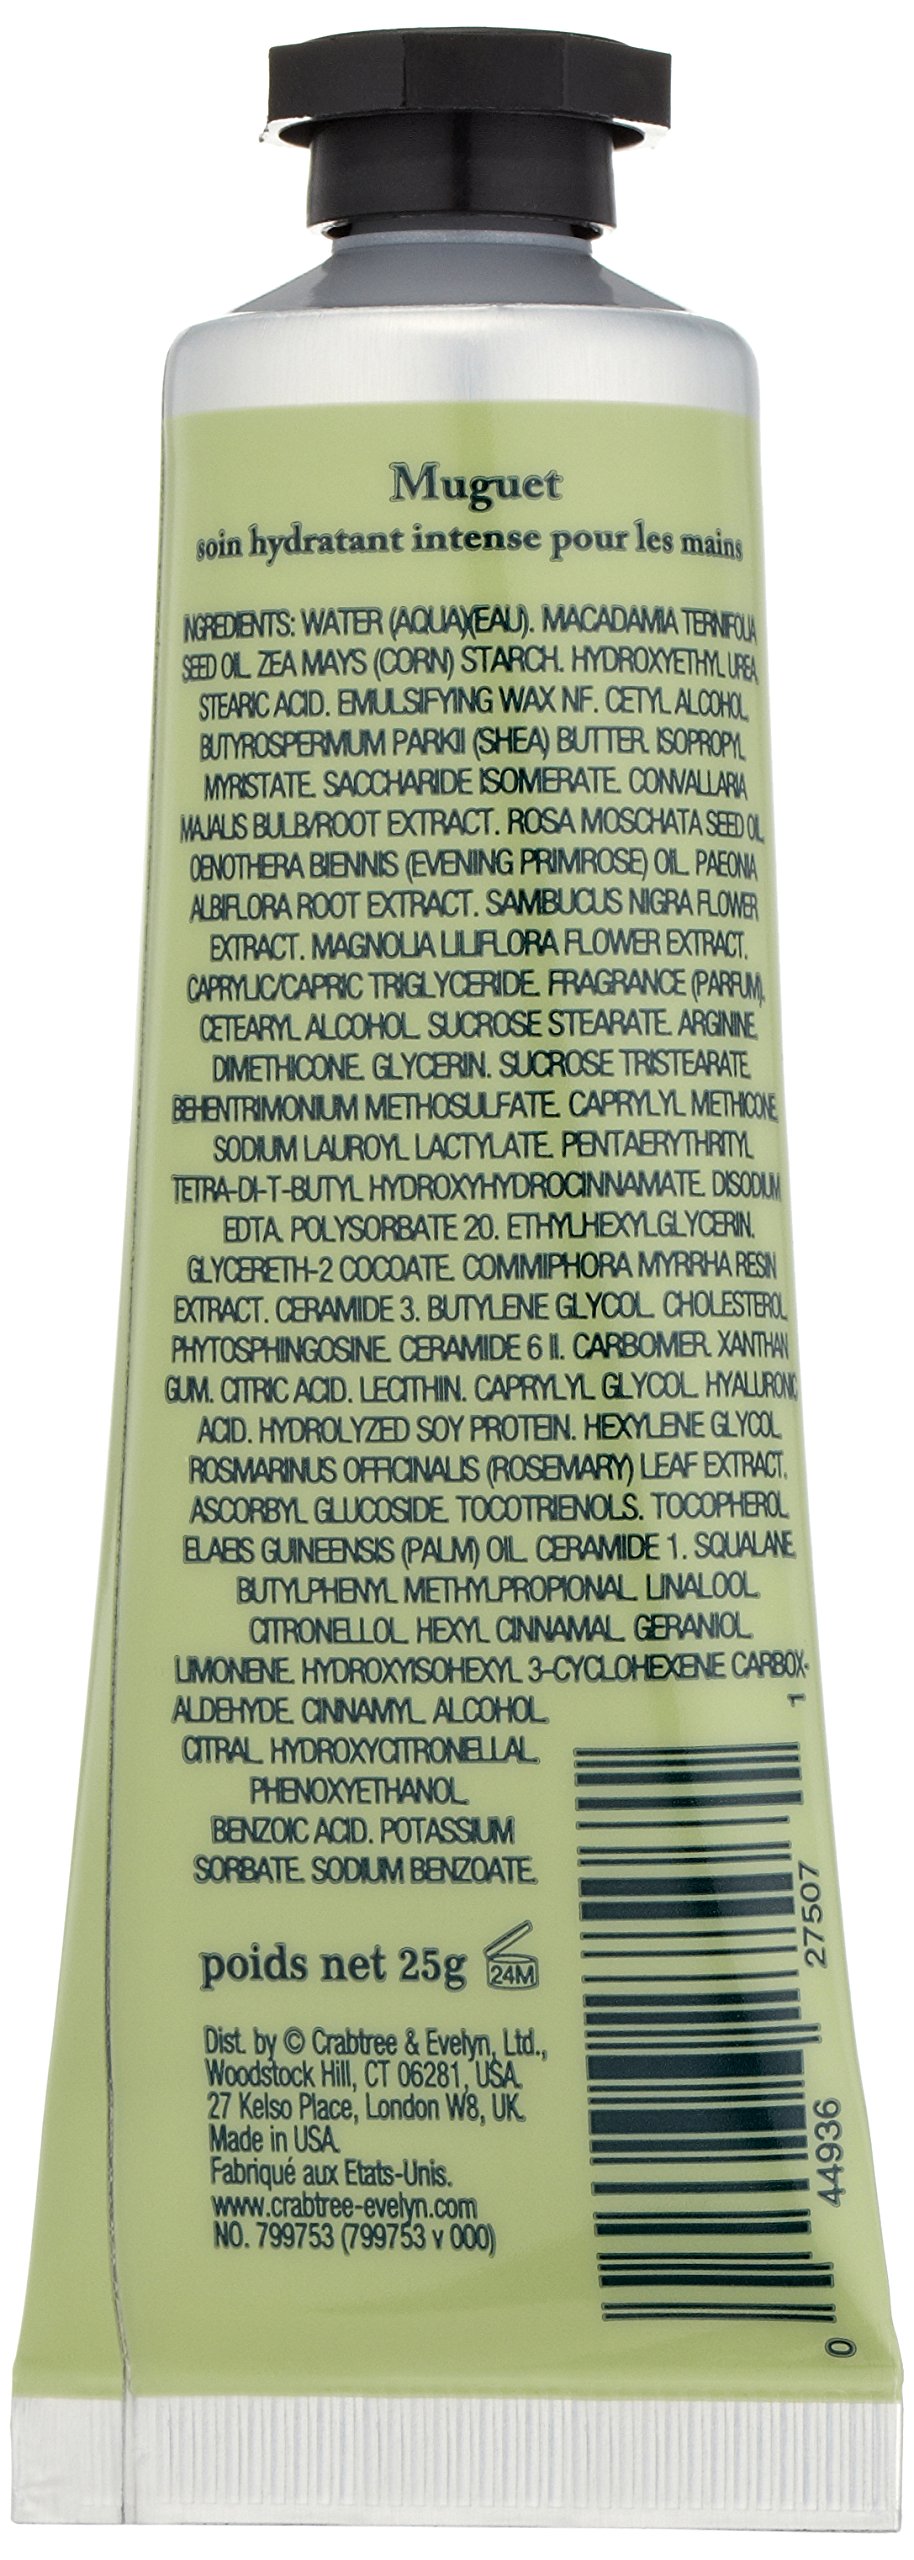 Muguet
soin hydratant intense pour les mains
INGREDIENTS: WATER (AQUA)(EAU). MACADAMIA TERNIFOLIA
SEED OIL. ZEA MAYS (CORN) STARCH. HYDROXYETHYL UREA.
STEARIC ACID. EMULSIFYING WAX NF. CETYL ALCOHOL.
BUTYROSPERMUM PARKII (SHEA) BUTTER. ISOPROPYL
MYRISTATE. SACCHARIDE ISOMERATE. CONVALLARIA
MAJALIS BULB/ROOT EXTRACT. ROSA MOSCHATA SEED OIL.
OENOTHERA BIENNIS (EVENING PRIMROSE) OIL. PAEONIA
ALBIFLORA ROOT EXTRACT. SAMBUCUS NIGRA FLOWER
EXTRACT. MAGNOLIA LILIFLORA FLOWER EXTRACT.
CAPRYLIC/CAPRIC TRIGLYCERIDE. FRAGRANCE (PARFUM).
CETEARYL ALCOHOL. SUCROSE STEARATE. ARGININE.
DIMETHICONE. GLYCERIN. SUCROSE TRISTEARATE.
BEHENTRIMONIUM METHOSULFATE. CAPRYLYL METHICONE.
SODIUM LAUROYL LACTYLATE. PENTAERYTHRITYL
TETRA-DI-T-BUTYL HYDROXYHYDROCINNAMATE. DISODIUM
EDTA. POLYSORBATE 20. ETHYLHEXYLGLYCERIN.
GLYCERETH-2 COCOATE. COMMIPHORA MYRRHA RESIN
EXTRACT. CERAMIDE 3. BUTYLENE GLYCOL. CHOLESTEROL.
PHYTOSPHINGOSINE. CERAMIDE 6 II. CARBOMER. XANTHAN
GUM. CITRIC ACID. LECITHIN. CAPRYLYL GLYCOL. HYALURONIC
ACID. HYDROLYZED SOY PROTEIN. HEXYLENE GLYCOL.
ROSMARINUS OFFICINALIS (ROSEMARY) LEAF EXTRACT.
ASCORBYL GLUCOSIDE. TOCOTRIENOLS. TOCOPHEROL.
ELAEIS GUINEENSIS (PALM) OIL. CERAMIDE 1. SQUALANE.
BUTYLPHENYL METHYLPROPIONAL. LINALOOL.
CITRONELLOL. HEXYL CINNAMAL. GERANIOL.
LIMONENE. HYDROXYISOHEXYL 3-CYCLOHEXENE CARBOX-
ALDEHYDE. CINNAMYL ALCOHOL.
CITRAL. HYDROXYCITRONELLAL.
PHENOXYETHANOL.
BENZOIC ACID. POTASSIUM
SORBATE. SODIUM BENZOATE.
poids net 25g 24M
Dist. by © Crabtree & Evelyn, Ltd.,
Woodstock Hill, CT 06281, USA.
27 Kelso Place, London W8, UK.
Made in USA.
Fabriqué aux Etats-Unis.
www.crabtree-evelyn.com
NO. 799753 (799753 v 000)
0 44936 27507 1